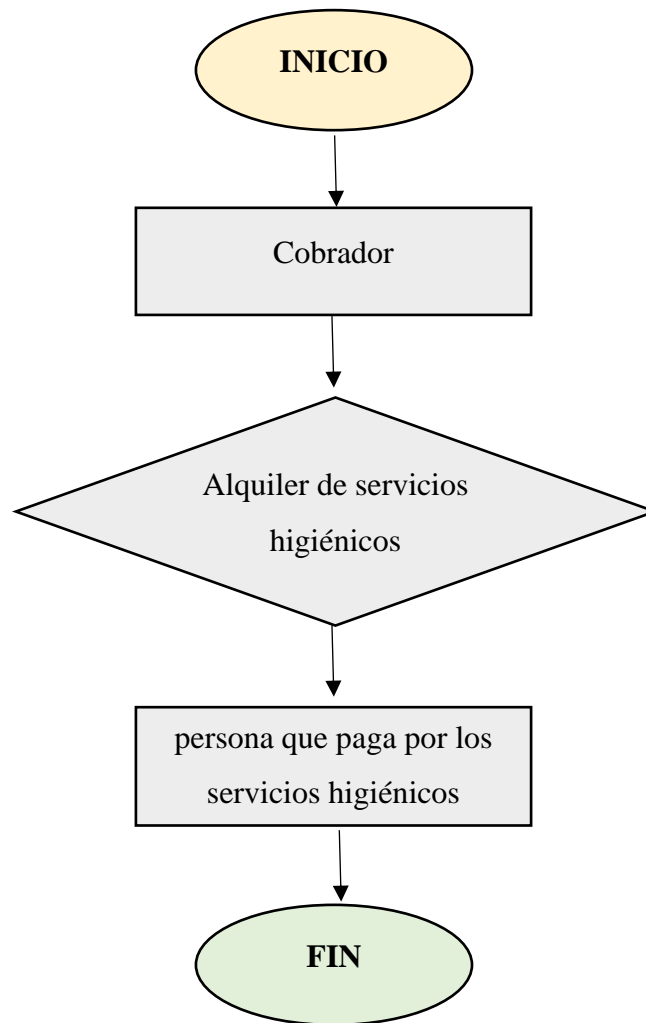 INICIO
Cobrador
Alquiler de servicios
higiénicos
persona que paga por los
servicios higiénicos
FIN